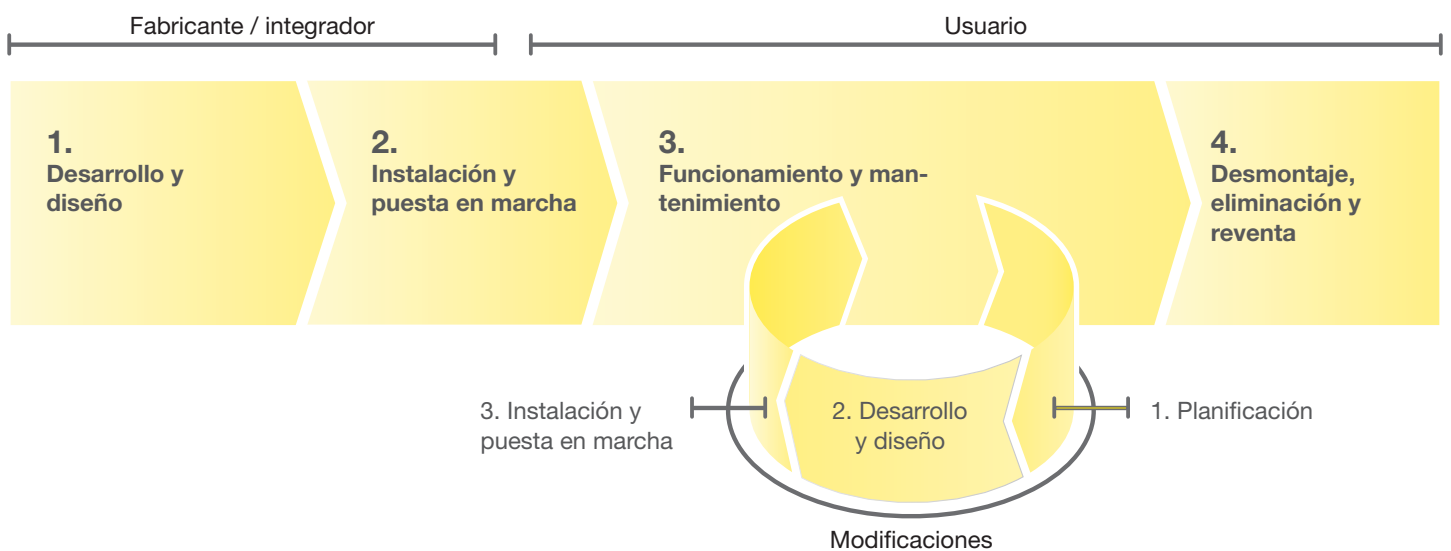 Fabricante / integrador
Usuario
1.
Desarrollo y
diseño
2.
Instalación y
puesta en marcha
3.
Funcionamiento y man-
tenimiento
4.
Desmontaje,
eliminación y
reventa
3. Instalación y
puesta en marcha
2. Desarrollo
y diseño
1. Planificación
Modificaciones